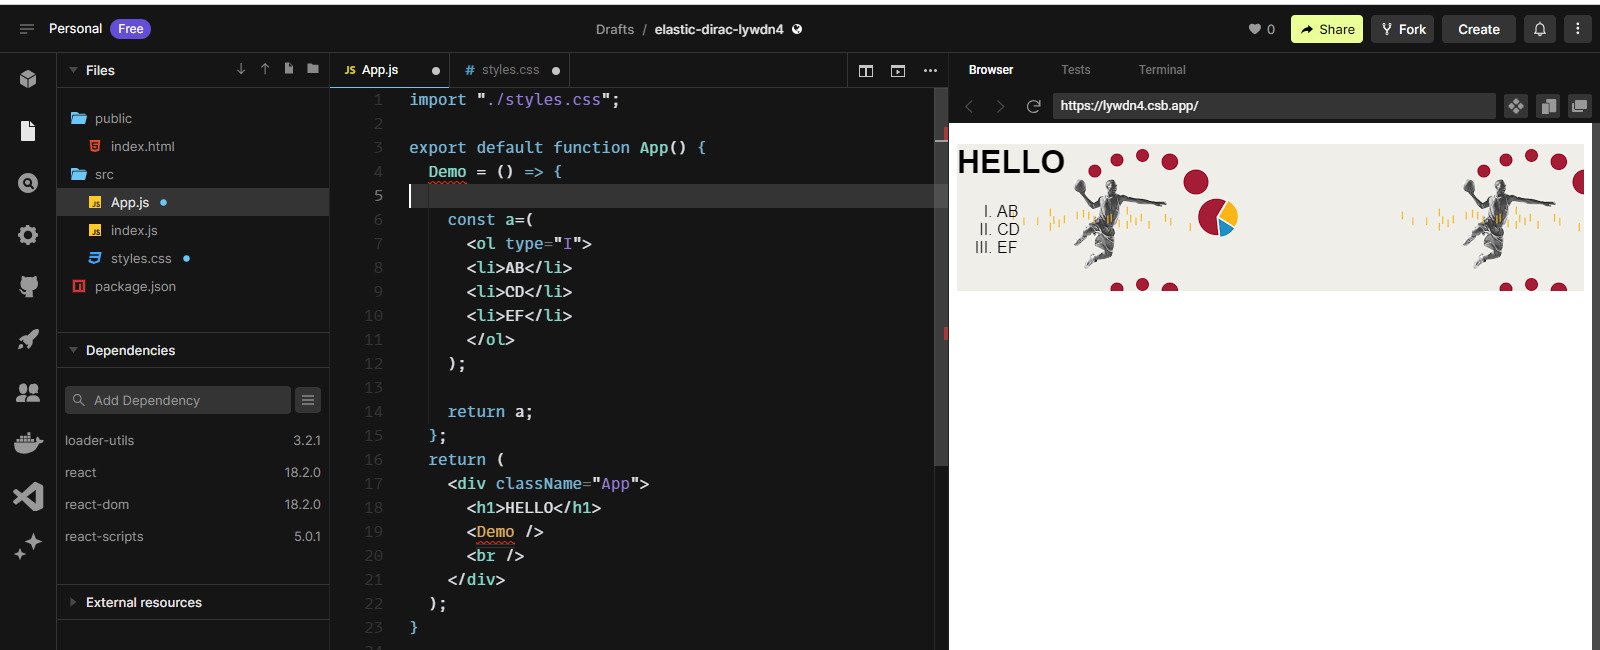 Personal Free
Drafts / elastic-dirac-lywdn4
0 Share Fork Create
Files
public
index.html
src
App.js
index.js
styles.css
package.json
Dependencies
Add Dependency
loader-utils 3.2.1
react 18.2.0
react-dom 18.2.0
react-scripts 5.0.1
External resources
JS App.js # styles.css
1 import "./styles.css";
2
3 export default function App() {
4 Demo = () => {
5
6 const a=(
7 <ol type="I">
8 <li>AB</li>
9 <li>CD</li>
10 <li>EF</li>
11 </ol>
12 );
13
14 return a;
15 };
16 return (
17 <div className="App">
18 <h1>HELLO</h1>
19 <Demo />
20 <br />
21 </div>
22 );
23 }
Browser Tests Terminal
https://lywdn4.csb.app/
HELLO
I. AB
II. CD
III. EF